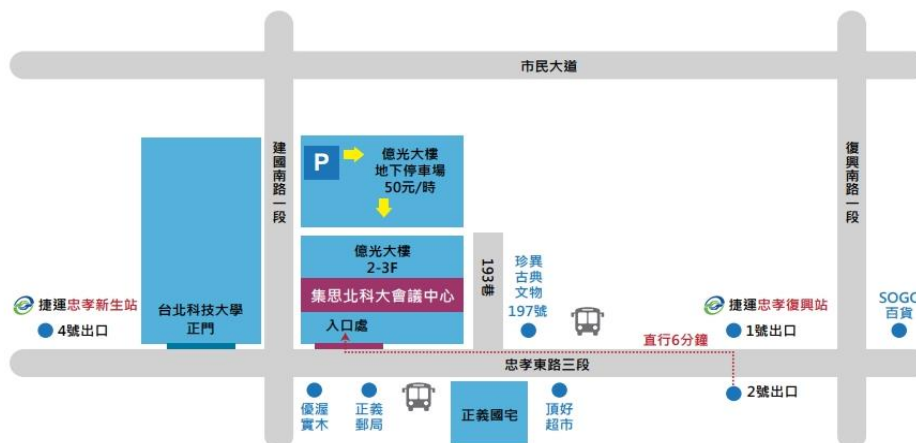 市民大道
建國南路一段
復興南路一段
P
億光大樓
地下停車場
50元/時
億光大樓
2-3F
集思北科大會議中心
入口處
193巷
珍異
古典
文物
197號
捷運忠孝新生站
4號出口
台北科技大學
正門
捷運忠孝復興站
1號出口
SOGO
百貨
直行6分鐘
忠孝東路三段
2號出口
優渥
實木
正義
郵局
正義國宅
頂好
超市